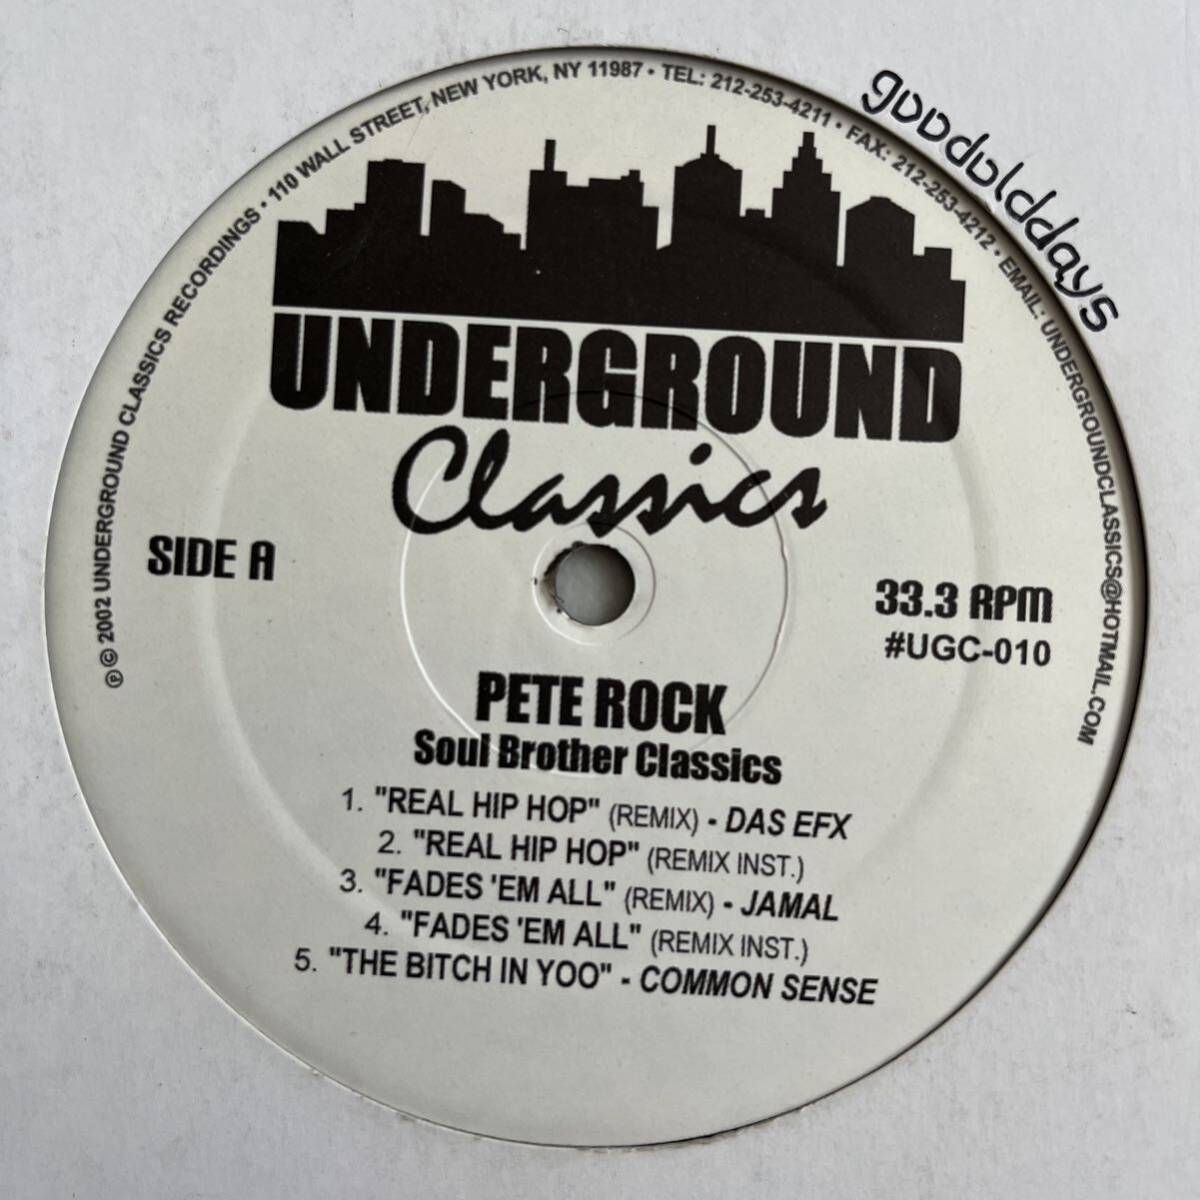 ℗ © 2002 UNDERGROUND CLASSICS RECORDINGS • 110 WALL STREET, NEW YORK, NY 11987 • TEL: 212-253-4211 • FAX: 212-253-4212 • EMAIL: UNDERGROUNDCLASSICS@HOTMAIL.COM
goodolddays
UNDERGROUND
Classics
SIDE A
33.3 RPM
#UGC-010
PETE ROCK
Soul Brother Classics
1. "REAL HIP HOP" (REMIX) - DAS EFX
2. "REAL HIP HOP" (REMIX INST.)
3. "FADES 'EM ALL" (REMIX) - JAMAL
4. "FADES 'EM ALL" (REMIX INST.)
5. "THE BITCH IN YOO" - COMMON SENSE